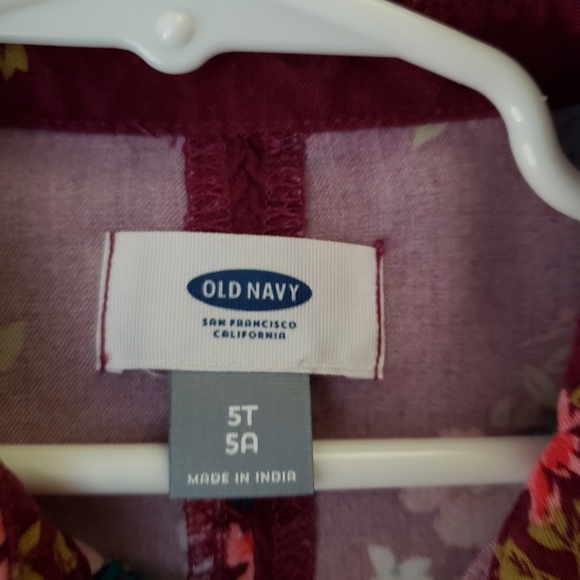 OLD NAVY
SAN FRANCISCO
CALIFORNIA
5T
5A
MADE IN INDIA